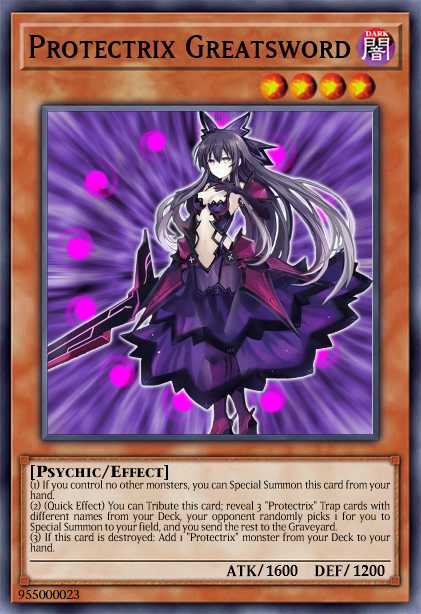 Protectrix Greatsword
DARK
闇
[Psychic/Effect]
(1) If you control no other monsters, you can Special Summon this card from your
hand.
(2) (Quick Effect) You can Tribute this card; reveal 3 "Protectrix" Trap cards with
different names from your Deck, your opponent randomly picks 1 for you to
Special Summon to your field, and you send the rest to the Graveyard.
(3) If this card is destroyed: Add 1 "Protectrix" monster from your Deck to your
hand.
ATK/1600 DEF/1200
955000023